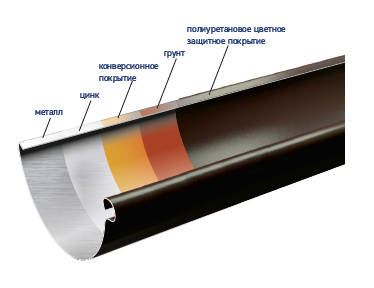 полиуретановое цветное
защитное покрытие
грунт
конверсионное
покрытие
цинк
металл